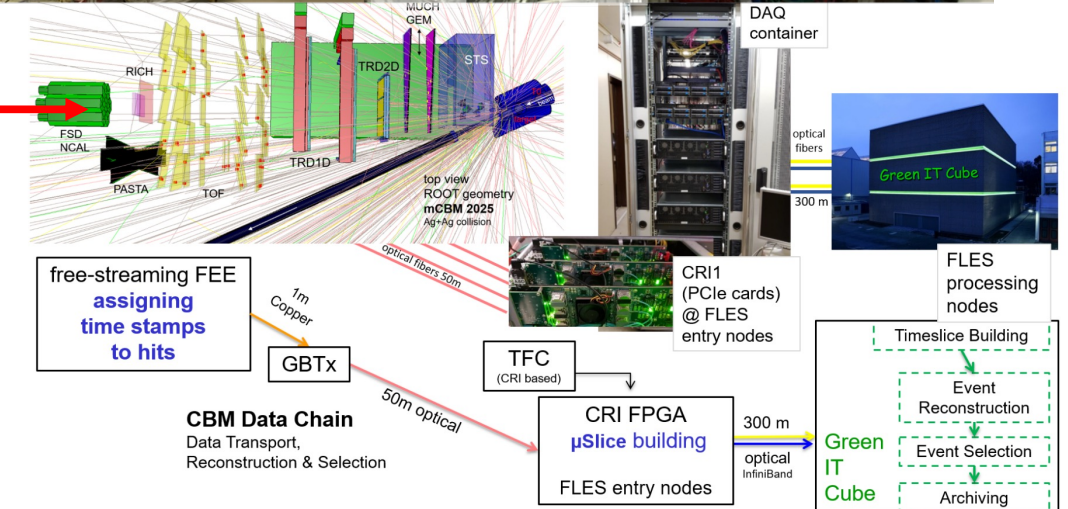 MUCH
GEM
DAQ
container
RICH
TRD2D
STS
FSD
NCAL
TRD1D
PASTA
TOF
top view
ROOT geometry
mCBM 2025
Ag+Ag collision
optical
fibers
300 m
Green IT Cube
optical fibers 50m
CRI1
(PCIe cards)
@ FLES
entry nodes
FLES
processing
nodes
free-streaming FEE
assigning
time stamps
to hits
1m
Copper
GBTx
50m optical
CBM Data Chain
Data Transport,
Reconstruction & Selection
TFC
(CRI based)
CRI FPGA
µSlice building
FLES entry nodes
300 m
optical
InfiniBand
Green
IT
Cube
Timeslice Building
Event
Reconstruction
Event Selection
Archiving